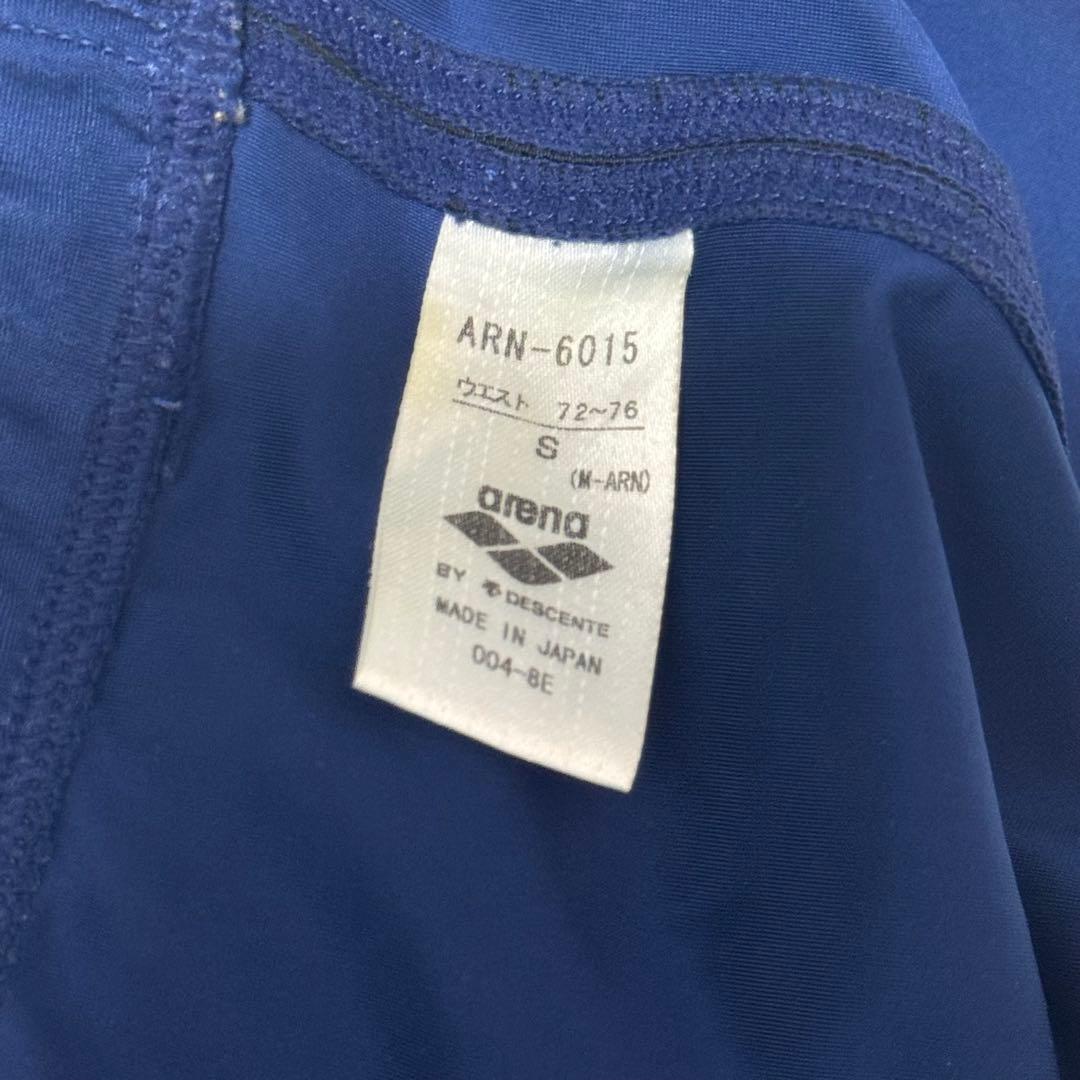 ARN-6015
ウエスト 72~76
S
(M-ARN)
arena
BY DESCENTE
MADE IN JAPAN
004-8E